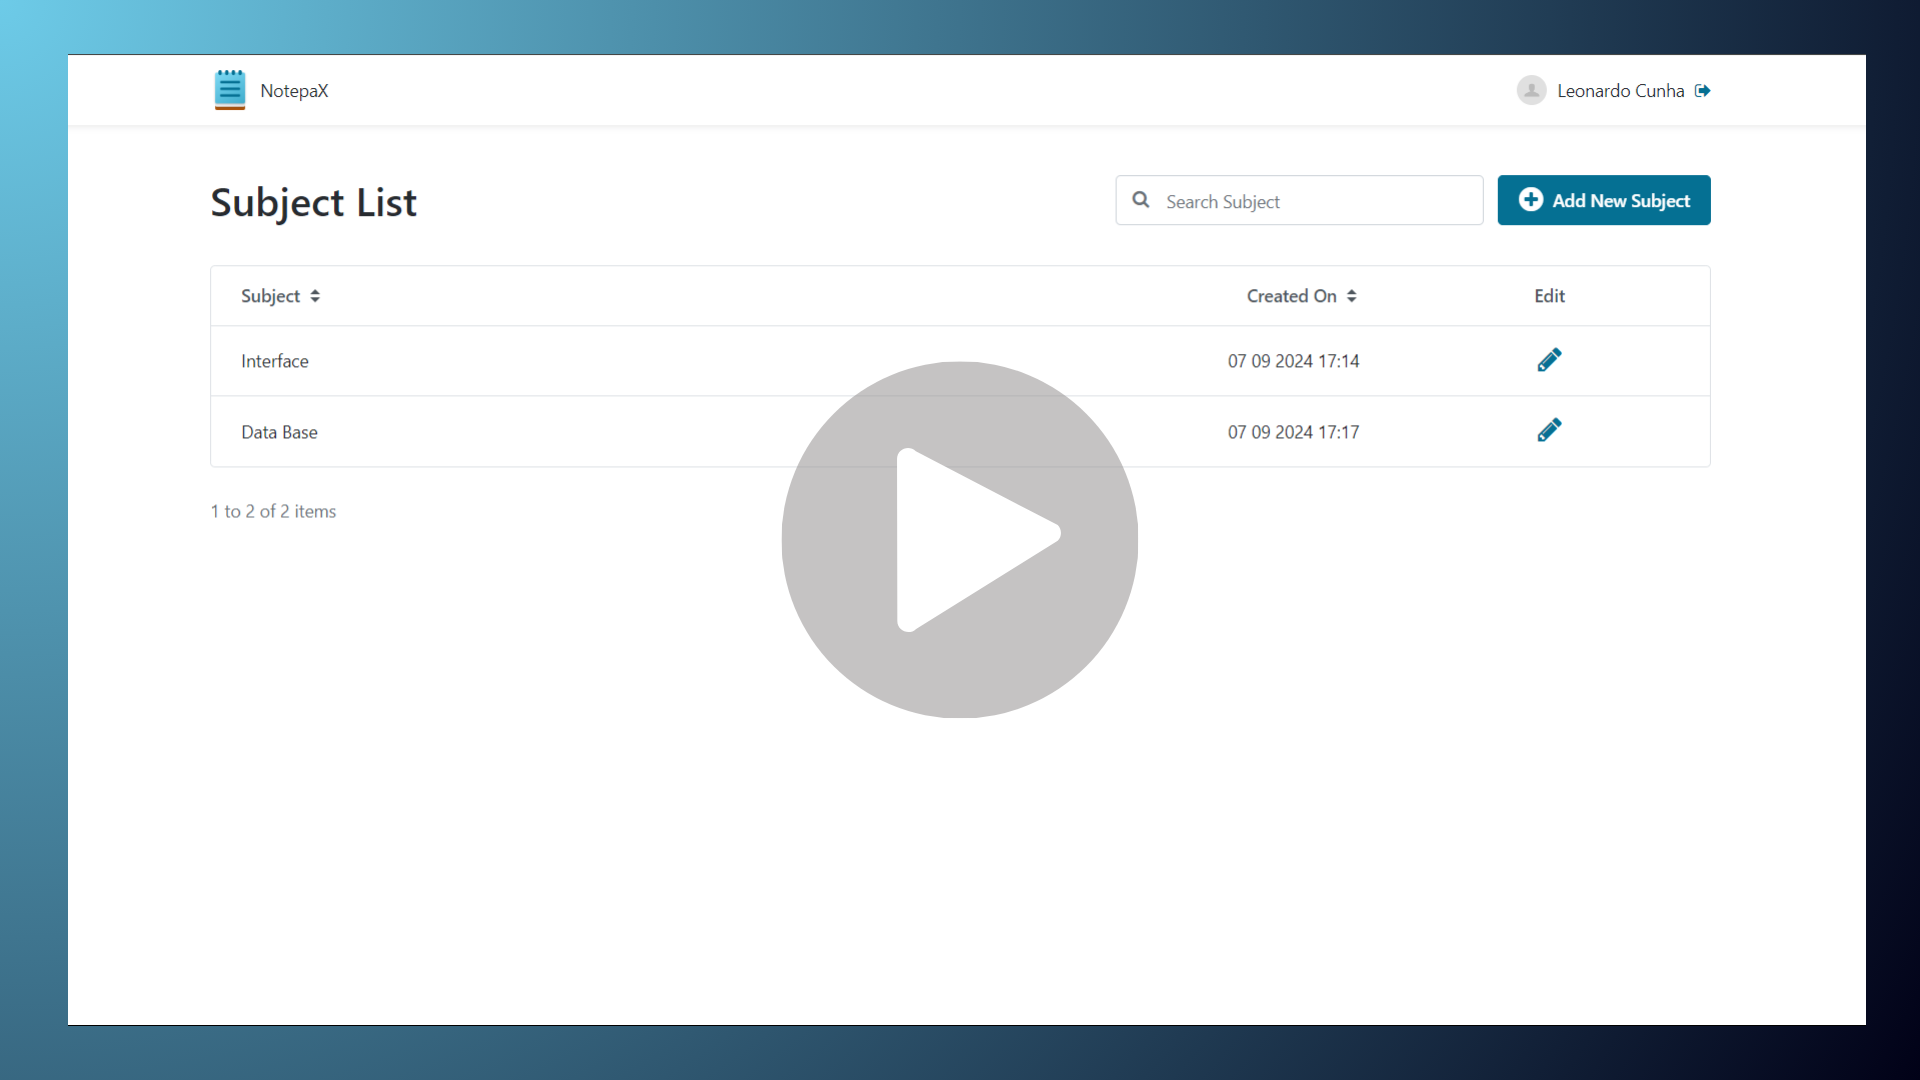 NotepaX
Leonardo Cunha
Subject List
Search Subject
Add New Subject
Subject Created On Edit
Interface 07 09 2024 17:14
Data Base 07 09 2024 17:17
1 to 2 of 2 items